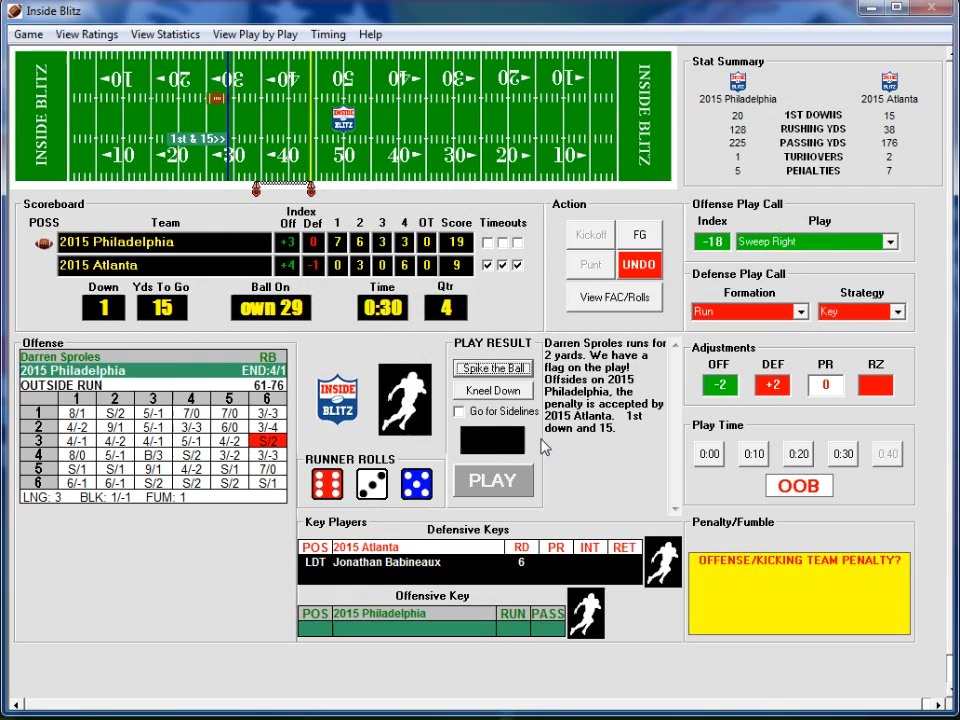 Inside Blitz
Game View Ratings View Statistics View Play by Play Timing Help
INSIDE BLITZ
◄10 ◄20 ◄30 ◄40 50 40► 30► 20► 10►
1st & 15>>
INSIDE BLITZ
◄10 ◄20 ◄30 ◄40 50 40► 30► 20► 10►
INSIDE BLITZ
Stat Summary
2015 Philadelphia 2015 Atlanta
20 1ST DOWNS 15
128 RUSHING YDS 38
225 PASSING YDS 176
1 TURNOVERS 2
5 PENALTIES 7
Scoreboard
POSS Team Index Off Def 1 2 3 4 OT Score Timeouts
2015 Philadelphia +3 0 7 6 3 3 0 19
2015 Atlanta +4 -1 0 3 0 6 0 9
Down Yds To Go Ball On Time Qtr
1 15 own 29 0:30 4
Action
Kickoff FG
Punt UNDO
View FAC/Rolls
Offense Play Call
Index Play
-18 Sweep Right
Defense Play Call
Formation Strategy
Run Key
Offense
Darren Sproles RB
2015 Philadelphia END:4/1
OUTSIDE RUN 61-76
1 2 3 4 5 6
1 8/1 S/2 5/-1 7/0 7/0 3/-3
2 4/-2 9/1 4/-1 3/-3 6/0 3/-4
3 4/-1 4/-2 4/-1 5/-1 4/-2 S/2
4 8/0 5/-1 B/3 S/2 3/-2 3/-3
5 S/1 S/1 9/1 4/-2 S/1 7/0
6 6/-1 6/-1 S/2 S/2 S/2 S/1
LNG: 3 BLK: 1/-1 FUM: 1
INSIDE BLITZ
RUNNER ROLLS
PLAY RESULT
Spike the Ball
Kneel Down
Go for Sidelines
PLAY
Darren Sproles runs for
2 yards. We have a
flag on the play!
Offsides on 2015
Philadelphia, the
penalty is accepted by
2015 Atlanta. 1st
down and 15.
Adjustments
OFF DEF PR RZ
-2 +2 0
Play Time
0:00 0:10 0:20 0:30 0:40
OOB
Key Players
Defensive Keys
POS 2015 Atlanta RD PR INT RET
LDT Jonathan Babineaux 6
Offensive Key
POS 2015 Philadelphia RUN PASS
Penalty/Fumble
OFFENSE/KICKING TEAM PENALTY?